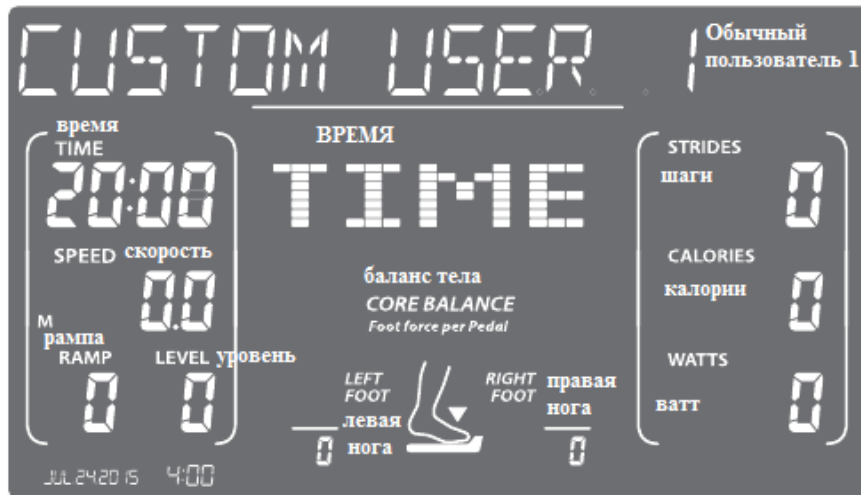 CUSTOM USER 1
Обычный
пользователь 1
время
TIME
20:00
SPEED скорость
0.0
M
рампа
RAMP
0
LEVEL уровень
0
ВРЕМЯ
TIME
баланс тела
CORE BALANCE
Foot force per Pedal
LEFT
FOOT
левая
нога
0
RIGHT
FOOT
правая
нога
0
STRIDES
шаги
0
CALORIES
калории
0
WATTS
ватт
0
JUL 24 2015 4:00